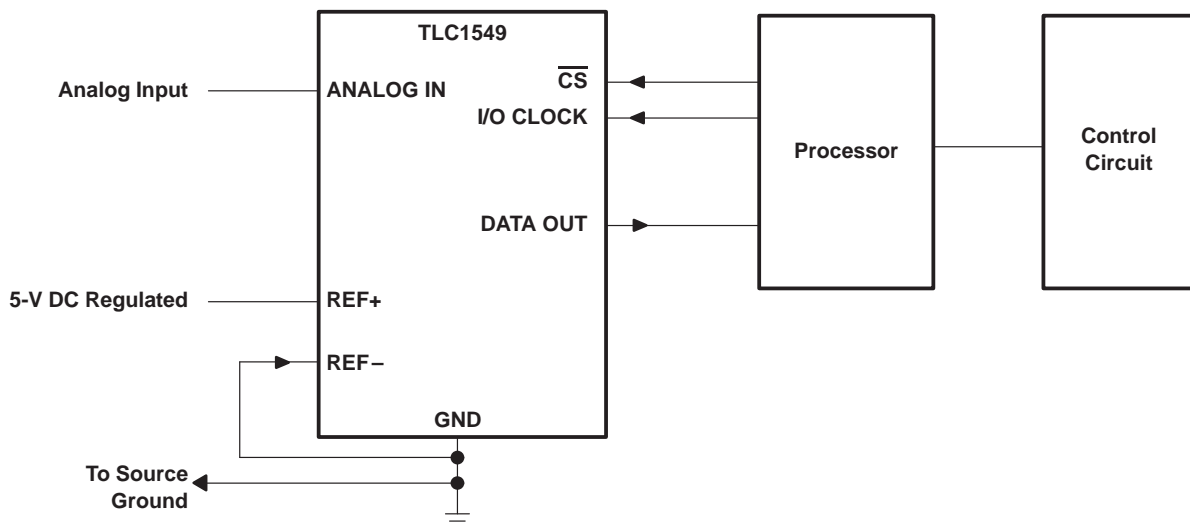 TLC1549
Analog Input
ANALOG IN
C̅S̅
I/O CLOCK
Processor
Control
Circuit
DATA OUT
5-V DC Regulated
REF+
REF–
GND
To Source
Ground